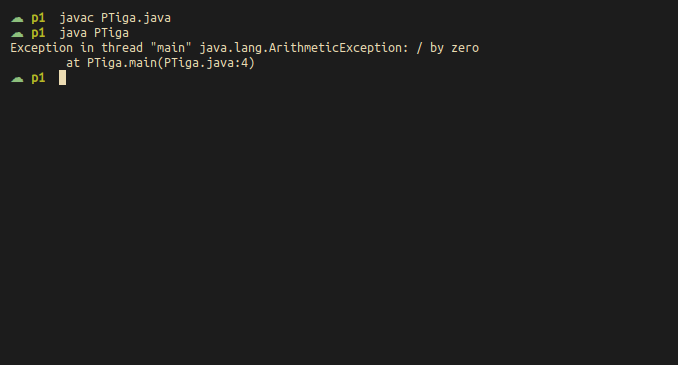 ☁ p1 javac PTiga.java
☁ p1 java PTiga
Exception in thread "main" java.lang.ArithmeticException: / by zero
        at PTiga.main(PTiga.java:4)
☁ p1